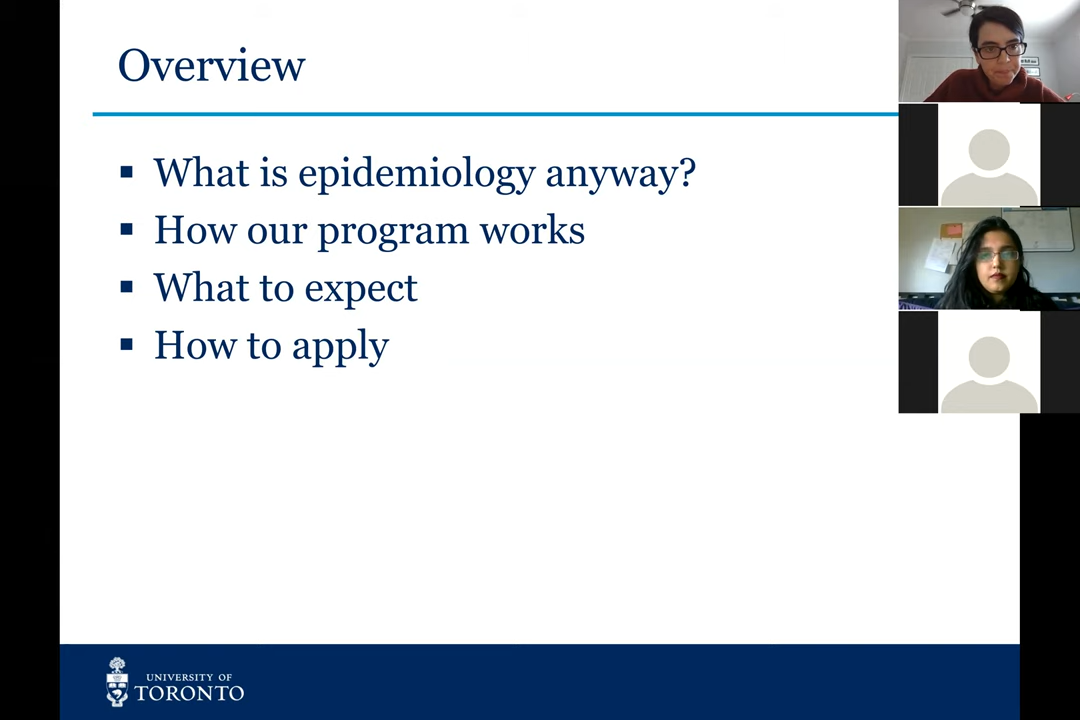 Overview
▪ What is epidemiology anyway?
▪ How our program works
▪ What to expect
▪ How to apply
UNIVERSITY OF
TORONTO